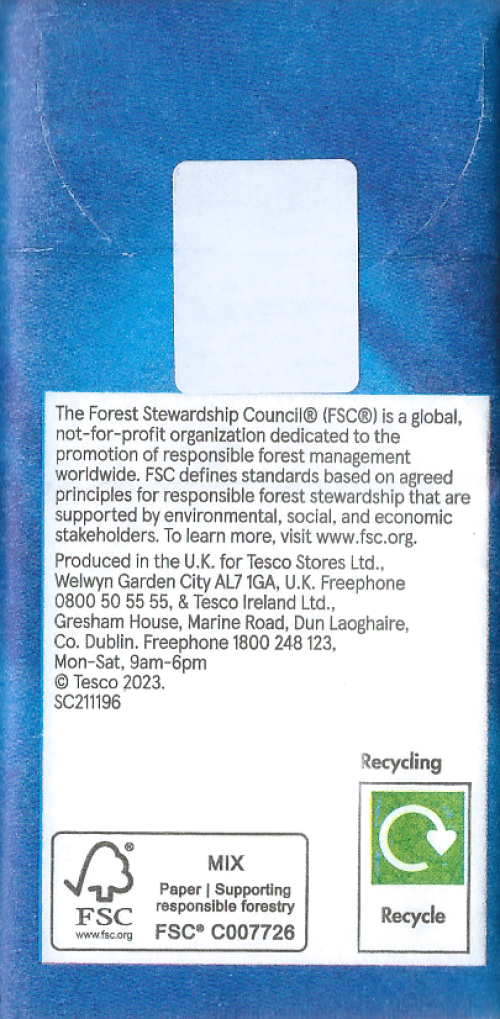 The Forest Stewardship Council® (FSC®) is a global,
not-for-profit organization dedicated to the
promotion of responsible forest management
worldwide. FSC defines standards based on agreed
principles for responsible forest stewardship that are
supported by environmental, social, and economic
stakeholders. To learn more, visit www.fsc.org.
Produced in the U.K. for Tesco Stores Ltd.,
Welwyn Garden City AL7 1GA, U.K. Freephone
0800 50 55 55, & Tesco Ireland Ltd.,
Gresham House, Marine Road, Dun Laoghaire,
Co. Dublin. Freephone 1800 248 123,
Mon-Sat, 9am-6pm
© Tesco 2023.
SC211196
Recycling
Recycle
®
FSC
www.fsc.org
MIX
Paper | Supporting
responsible forestry
FSC® C007726